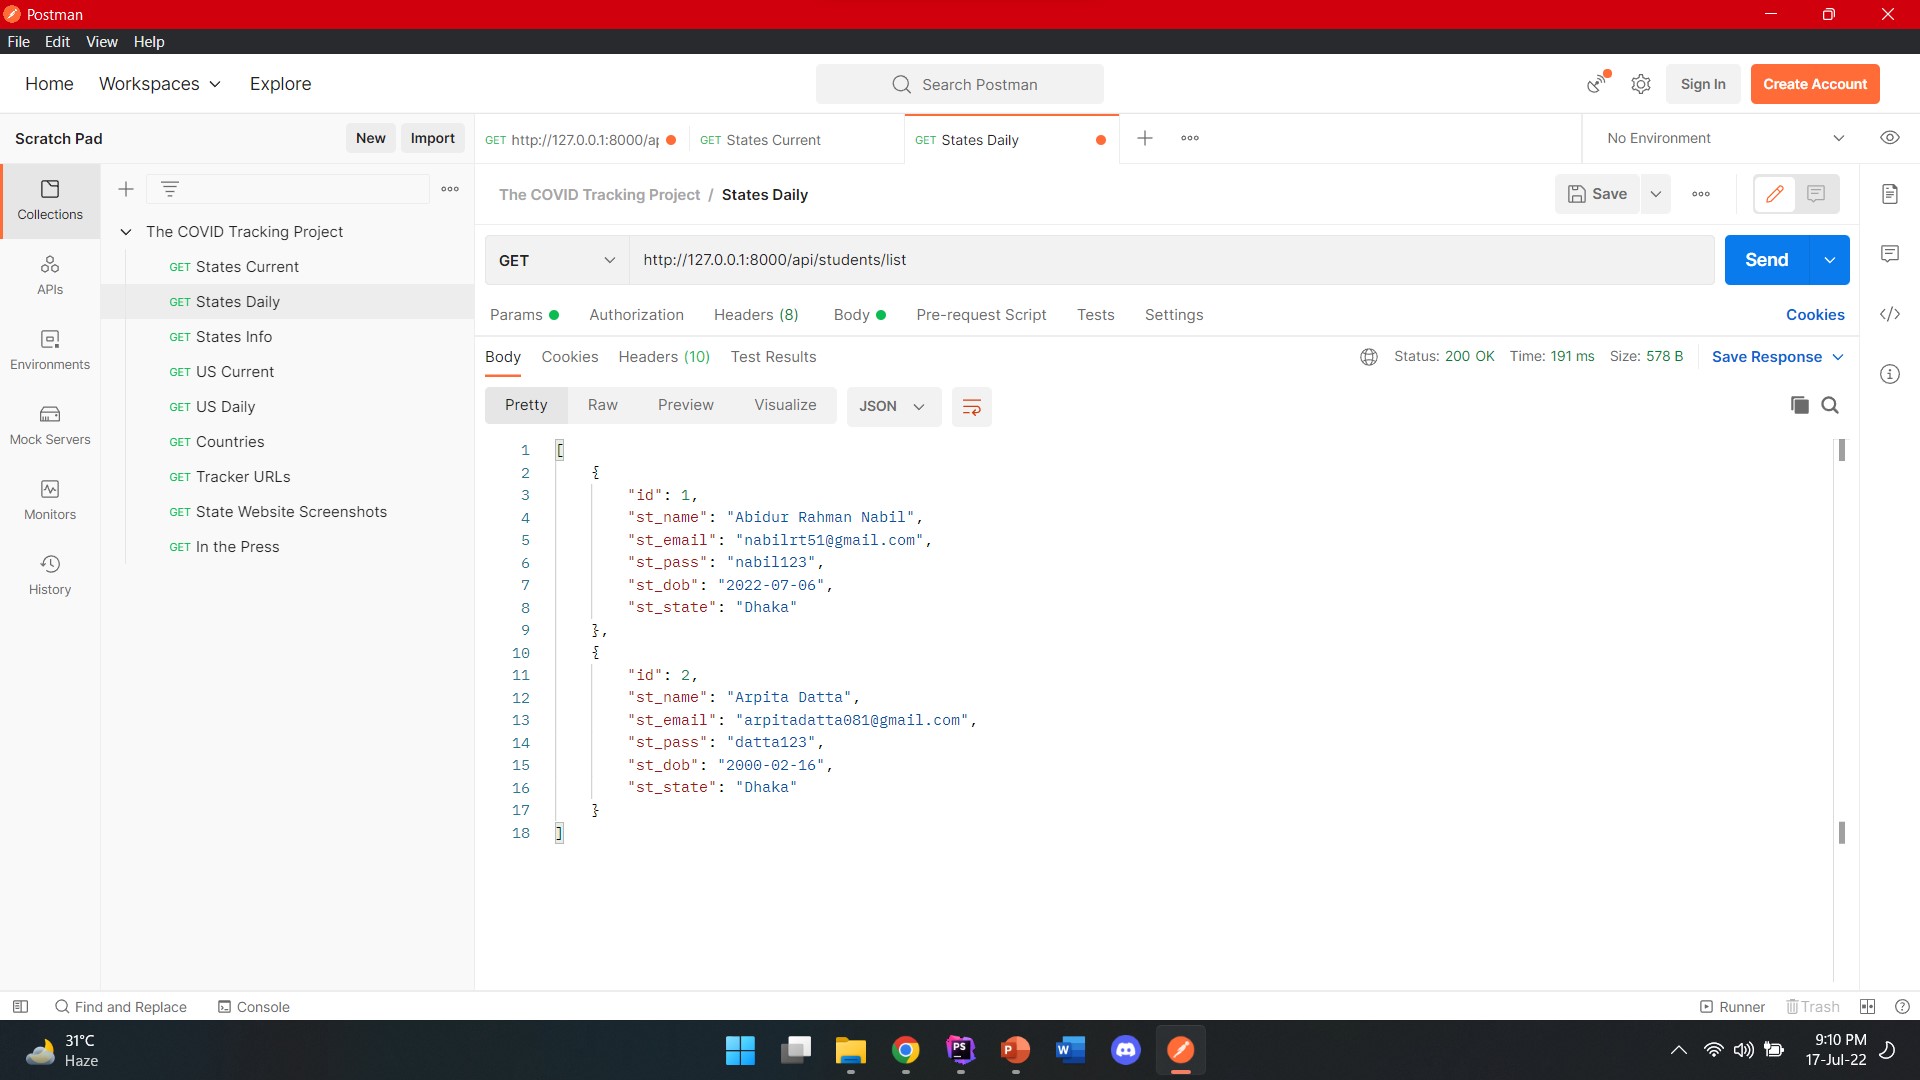 Postman
File Edit View Help
Home Workspaces Explore Search Postman Sign In Create Account
Scratch Pad New Import GET http://127.0.0.1:8000/ap GET States Current GET States Daily No Environment
Collections
APIs
Environments
Mock Servers
Monitors
History
The COVID Tracking Project
GET States Current
GET States Daily
GET States Info
GET US Current
GET US Daily
GET Countries
GET Tracker URLs
GET State Website Screenshots
GET In the Press
The COVID Tracking Project / States Daily Save
GET http://127.0.0.1:8000/api/students/list Send
Params Authorization Headers (8) Body Pre-request Script Tests Settings Cookies
Body Cookies Headers (10) Test Results Status: 200 OK Time: 191 ms Size: 578 B Save Response
Pretty Raw Preview Visualize JSON
1 [
2 {
3 "id": 1,
4 "st_name": "Abidur Rahman Nabil",
5 "st_email": "nabilrt51@gmail.com",
6 "st_pass": "nabil123",
7 "st_dob": "2022-07-06",
8 "st_state": "Dhaka"
9 },
10 {
11 "id": 2,
12 "st_name": "Arpita Datta",
13 "st_email": "arpitadatta081@gmail.com",
14 "st_pass": "datta123",
15 "st_dob": "2000-02-16",
16 "st_state": "Dhaka"
17 }
18 ]
Find and Replace Console Runner Trash
31°C
Haze
PS P W
9:10 PM
17-Jul-22